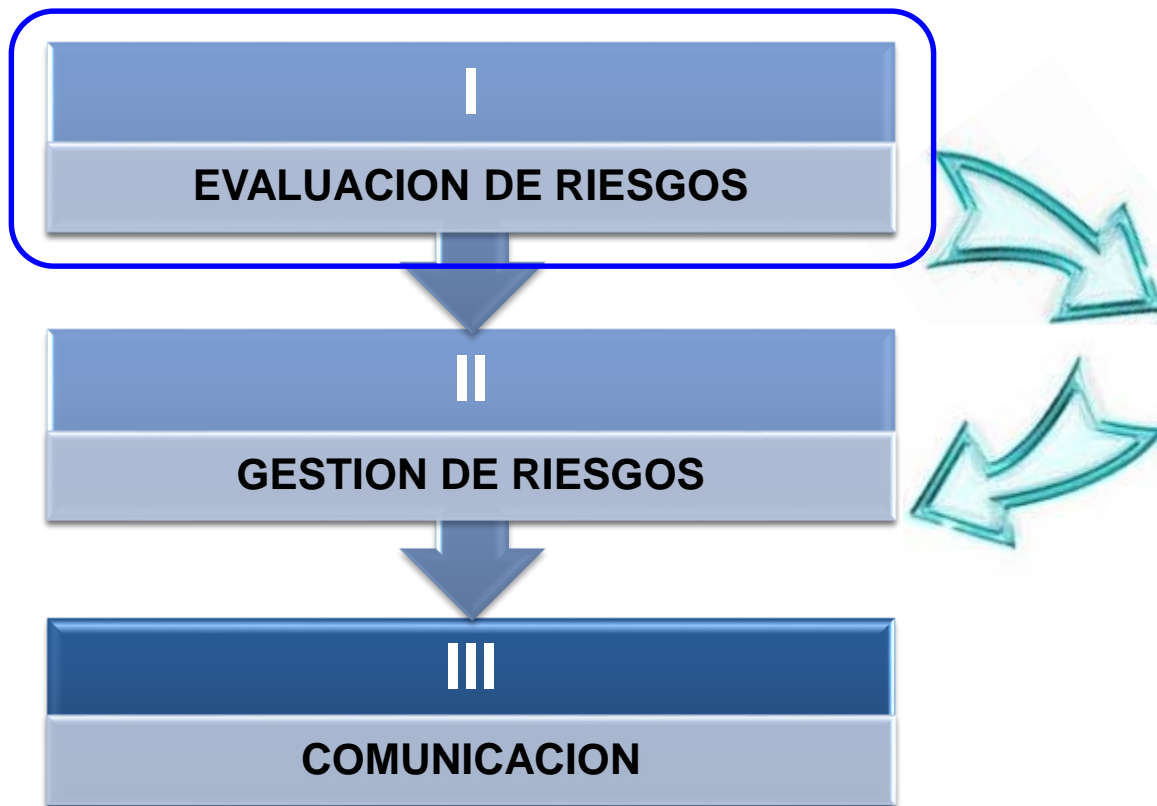 I
EVALUACION DE RIESGOS
II
GESTION DE RIESGOS
III
COMUNICACION